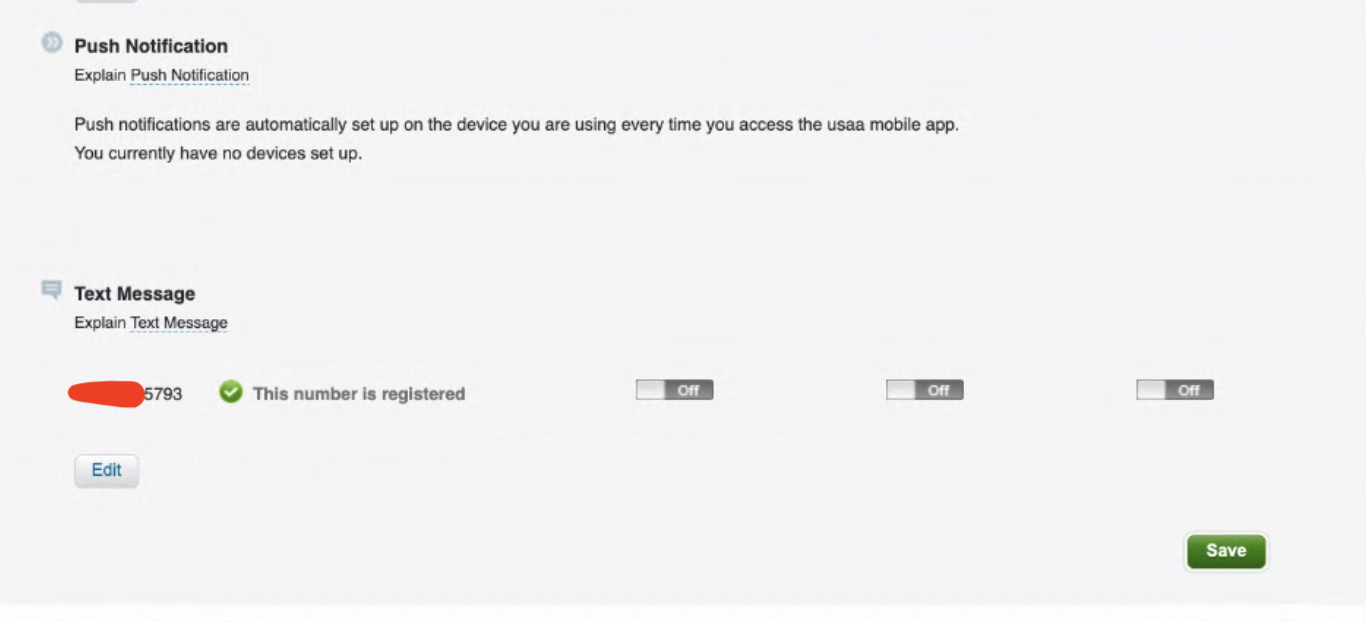 Push Notification
Explain Push Notification
Push notifications are automatically set up on the device you are using every time you access the usaa mobile app.
You currently have no devices set up.
Text Message
Explain Text Message
5793 This number is registered Off Off Off
Edit
Save